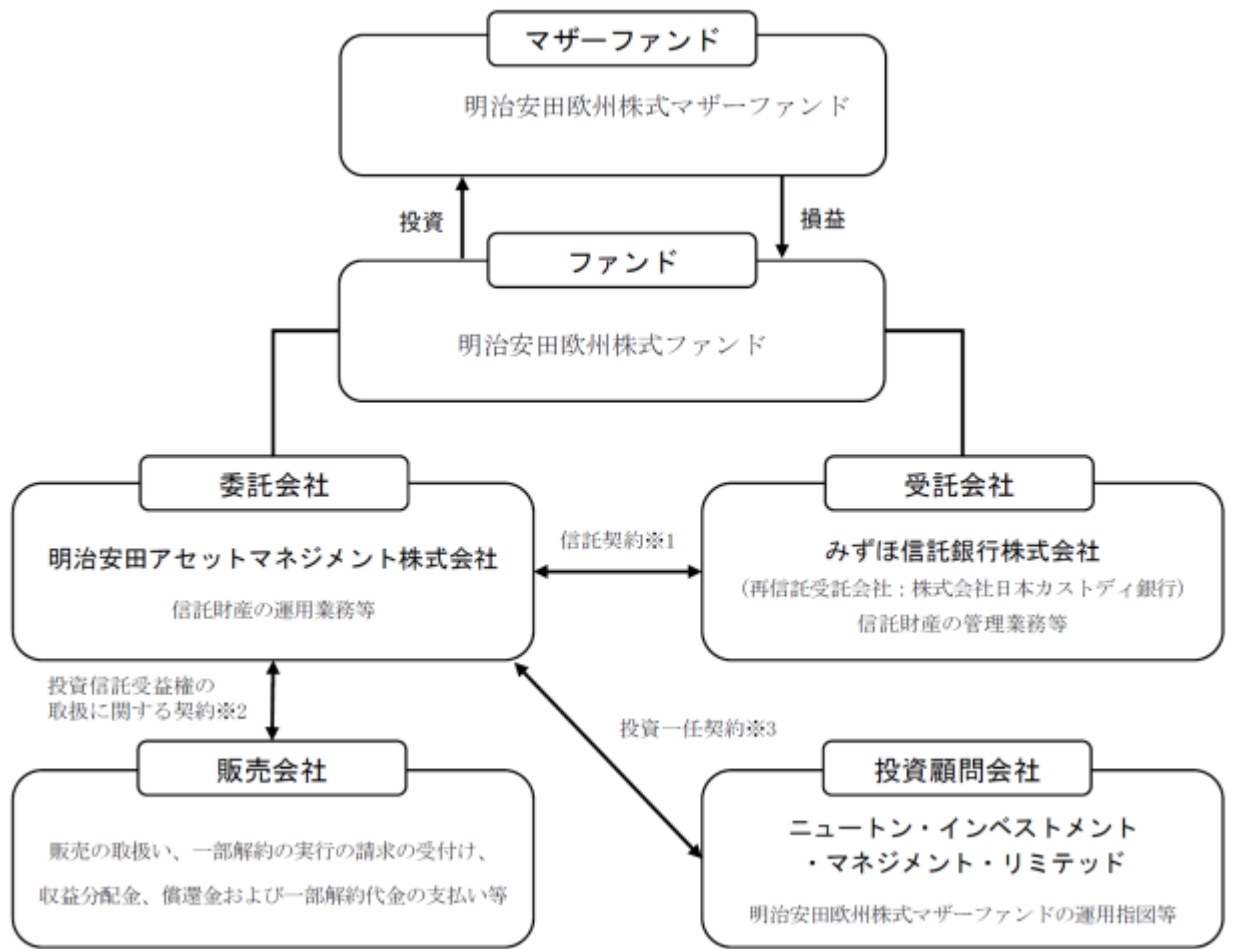 マザーファンド
明治安田欧州株式マザーファンド
投資
損益
ファンド
明治安田欧州株式ファンド
委託会社
明治安田アセットマネジメント株式会社
信託財産の運用業務等
信託契約※1
受託会社
みずほ信託銀行株式会社
(再信託受託会社:株式会社日本カストディ銀行)
信託財産の管理業務等
投資信託受益権の
取扱に関する契約※2
投資一任契約※3
販売会社
販売の取扱い、一部解約の実行の請求の受付け、
収益分配金、償還金および一部解約代金の支払い等
投資顧問会社
ニュートン・インベストメント
・マネジメント・リミテッド
明治安田欧州株式マザーファンドの運用指図等